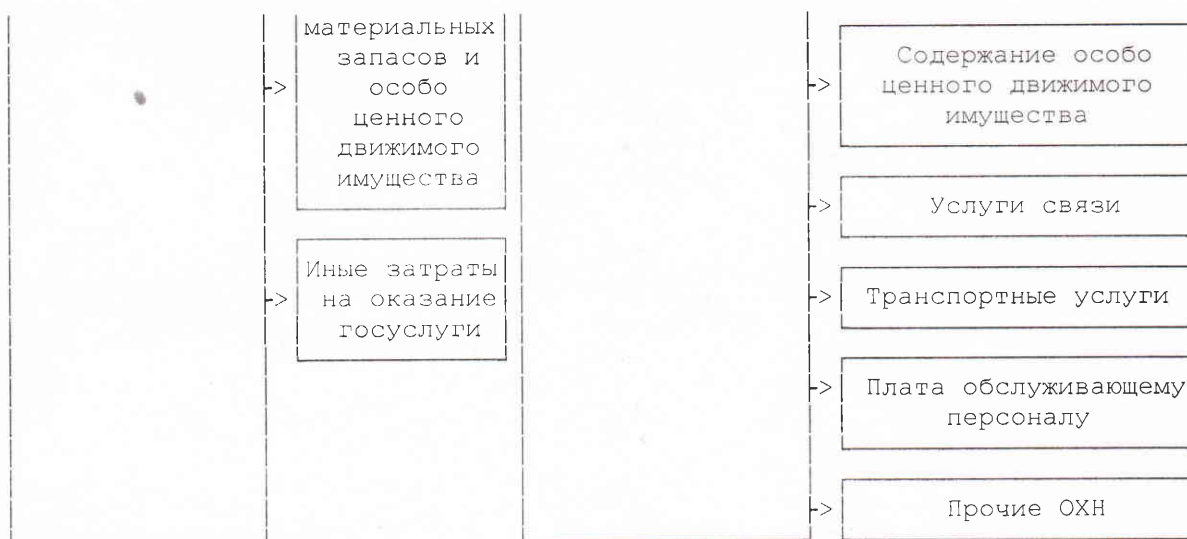 материальных
запасов и
особо
ценного
движимого
имущества
Иные затраты
на оказание
госуслуги
Содержание особо
ценного движимого
имущества
Услуги связи
Транспортные услуги
Плата обслуживающему
персоналу
Прочие ОХН